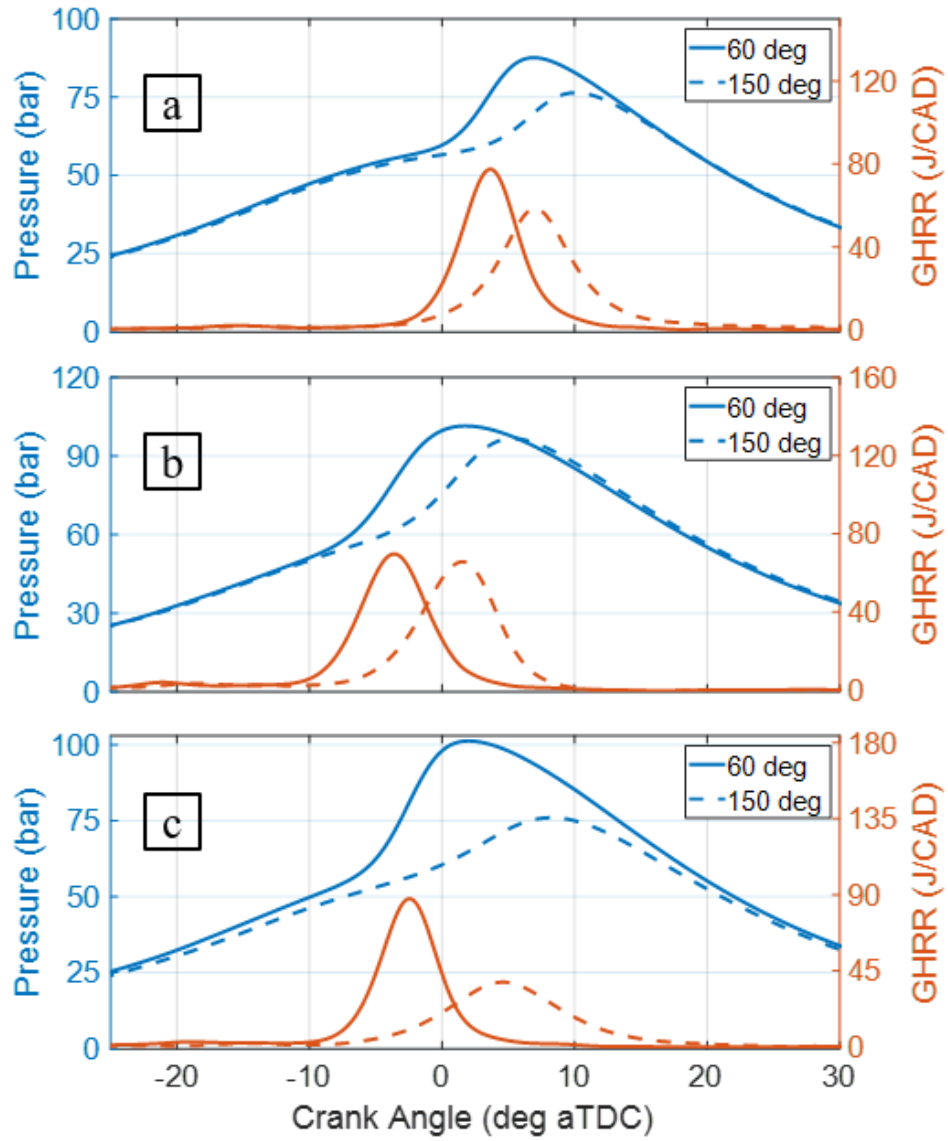 100
75
50
25
0
Pressure (bar)
a
60 deg
150 deg
120
80
40
0
GHRR (J/CAD)
120
90
60
30
0
Pressure (bar)
b
60 deg
150 deg
160
120
80
40
0
GHRR (J/CAD)
100
75
50
25
0
Pressure (bar)
c
60 deg
150 deg
180
135
90
45
0
GHRR (J/CAD)
-20 -10 0 10 20 30
Crank Angle (deg aTDC)